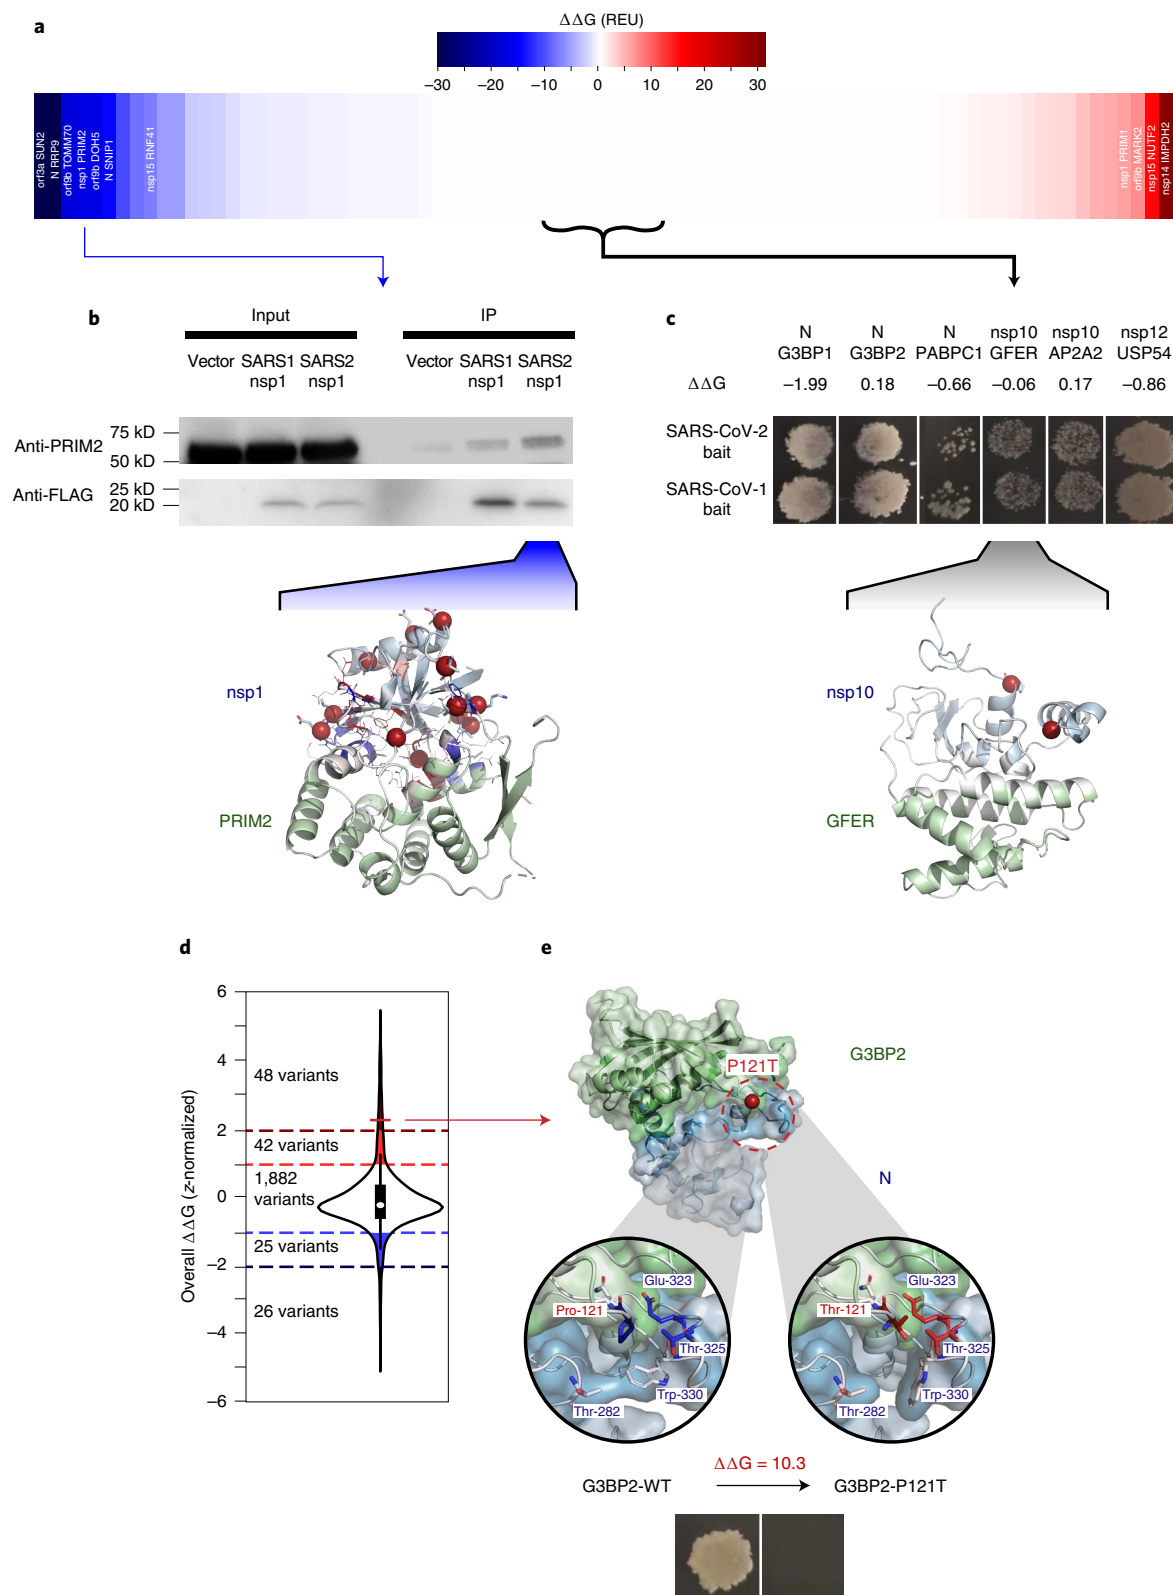 a
ΔΔG (REU)
–30 –20 –10 0 10 20 30
orf3a SUN2
N RRP9
orf9b TOMM70
nsp1 PRIM2
orf9b DOH5
N SNIP1
nsp15 RNF41
nsp1 PRIM1
orf9b MARK2
nsp15 NUTF2
nsp14 IMPDH2
b
Input IP
Vector SARS1 nsp1 SARS2 nsp1 Vector SARS1 nsp1 SARS2 nsp1
Anti-PRIM2
75 kD
50 kD
Anti-FLAG
25 kD
20 kD
nsp1
PRIM2
c
N N N nsp10 nsp10 nsp12
G3BP1 G3BP2 PABPC1 GFER AP2A2 USP54
ΔΔG –1.99 0.18 –0.66 –0.06 0.17 –0.86
SARS-CoV-2
bait
SARS-CoV-1
bait
nsp10
GFER
d
Overall ΔΔG (z-normalized)
6
4
2
0
–2
–4
–6
48 variants
42 variants
1,882
variants
25 variants
26 variants
e
G3BP2
P121T
N
Glu-323
Pro-121
Thr-325
Trp-330
Thr-282
Glu-323
Thr-121
Thr-325
Trp-330
Thr-282
ΔΔG = 10.3
G3BP2-WT G3BP2-P121T